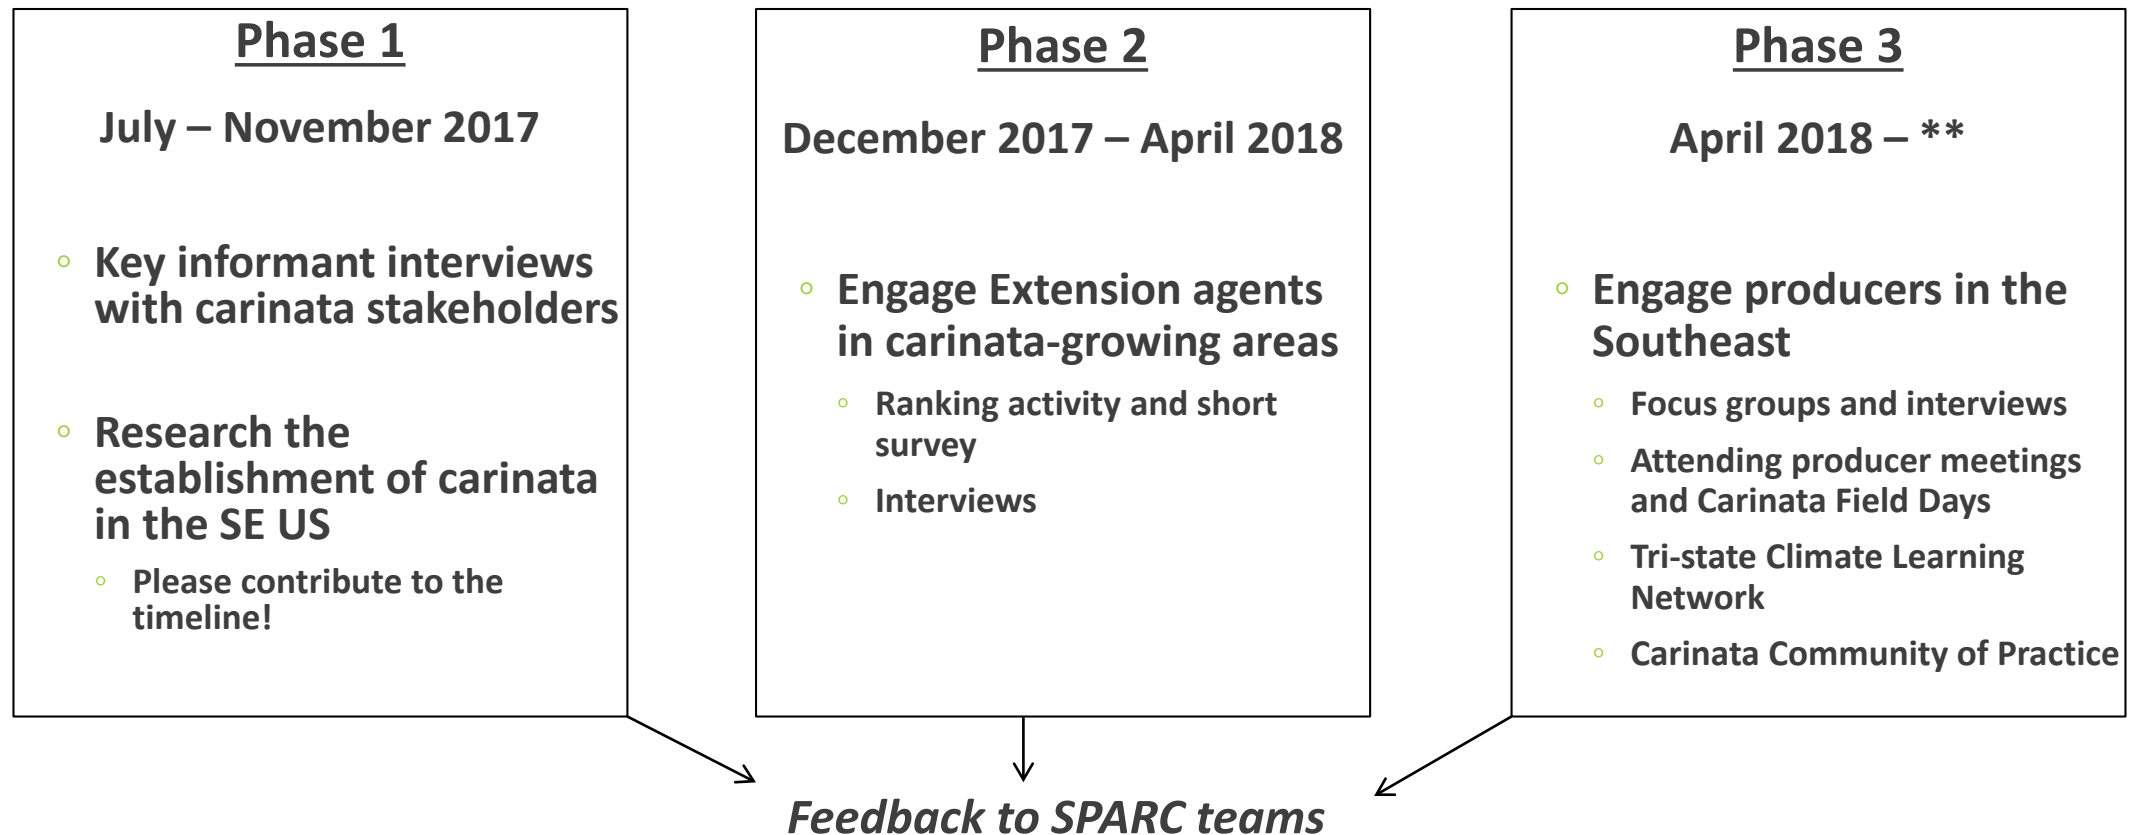 Phase 1
July – November 2017
◦ Key informant interviews
with carinata stakeholders
◦ Research the
establishment of carinata
in the SE US
◦ Please contribute to the
timeline!
Phase 2
December 2017 – April 2018
◦ Engage Extension agents
in carinata-growing areas
◦ Ranking activity and short
survey
◦ Interviews
Phase 3
April 2018 – **
◦ Engage producers in the
Southeast
◦ Focus groups and interviews
◦ Attending producer meetings
and Carinata Field Days
◦ Tri-state Climate Learning
Network
◦ Carinata Community of Practice
Feedback to SPARC teams